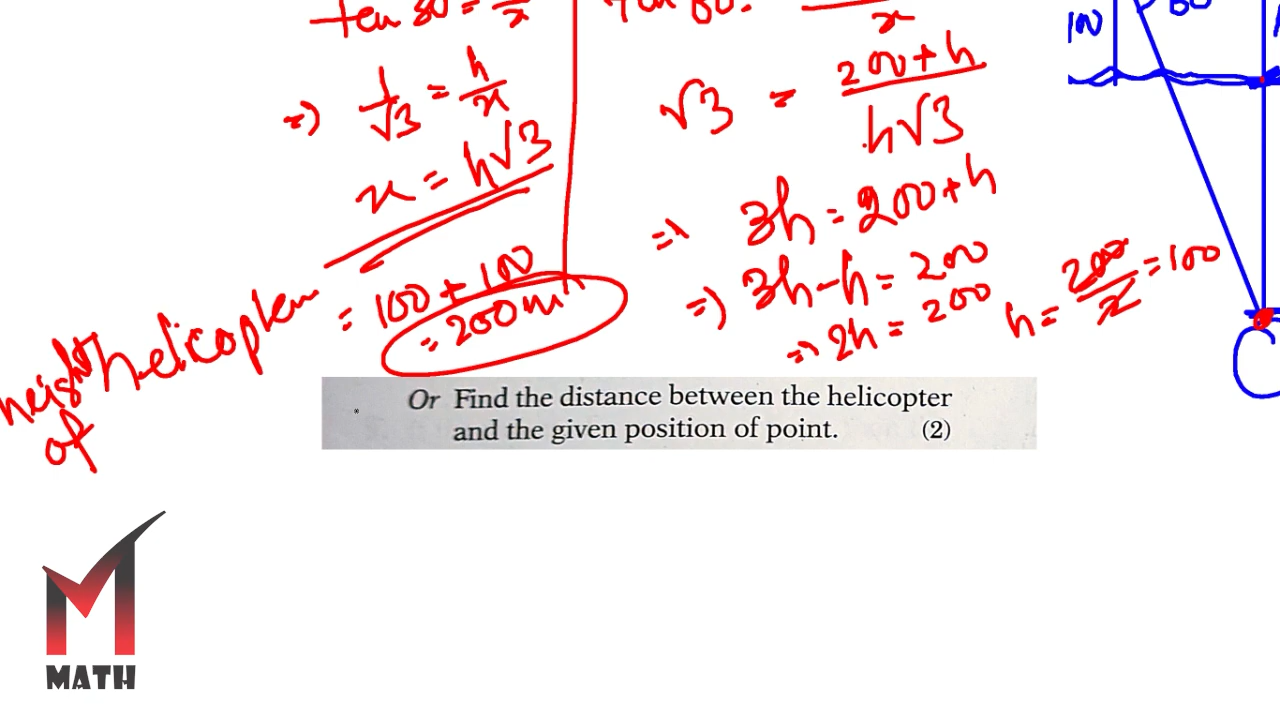 tan 30 =
x
⇒ 1/√3 = h/x
x = h√3
height of helicopter
= 100 + 100
= 200 m
tan 60 =
x
√3 = 200 + h / h√3
⇒ 3h = 200 + h
⇒ 3h - h = 200
⇒ 2h = 200
h = 200/2 = 100
100
60
C
Or Find the distance between the helicopter
and the given position of point. (2)
MATH